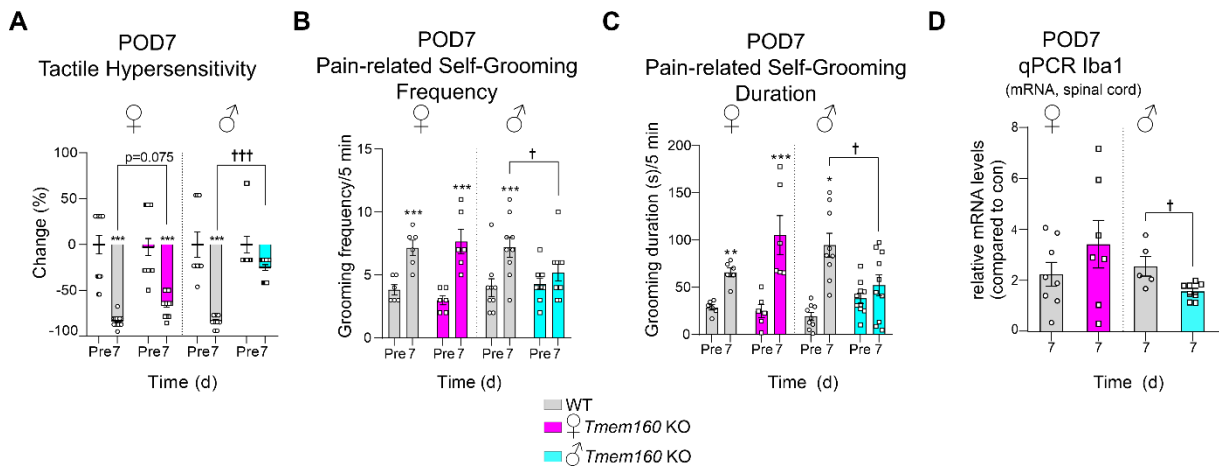 A
POD7
Tactile Hypersensitivity
♀ ♂
p=0.075
†††
*** *** ***
100
50
0
-50
-100
Change (%)
Pre 7 Pre 7 Pre 7 Pre 7
Time (d)
B
POD7
Pain-related Self-Grooming
Frequency
♀ ♂
†
*** *** ***
15
10
5
0
Grooming frequency/5 min
Pre 7 Pre 7 Pre 7 Pre 7
Time (d)
C
POD7
Pain-related Self-Grooming
Duration
♀ ♂
†
** *** *
200
150
100
50
0
Grooming duration (s)/5 min
Pre 7 Pre 7 Pre 7 Pre 7
Time (d)
D
POD7
qPCR Iba1
(mRNA, spinal cord)
♀ ♂
†
8
6
4
2
0
relative mRNA levels
(compared to con)
7 7 7 7
Time (d)
WT
♀ Tmem160 KO
♂ Tmem160 KO